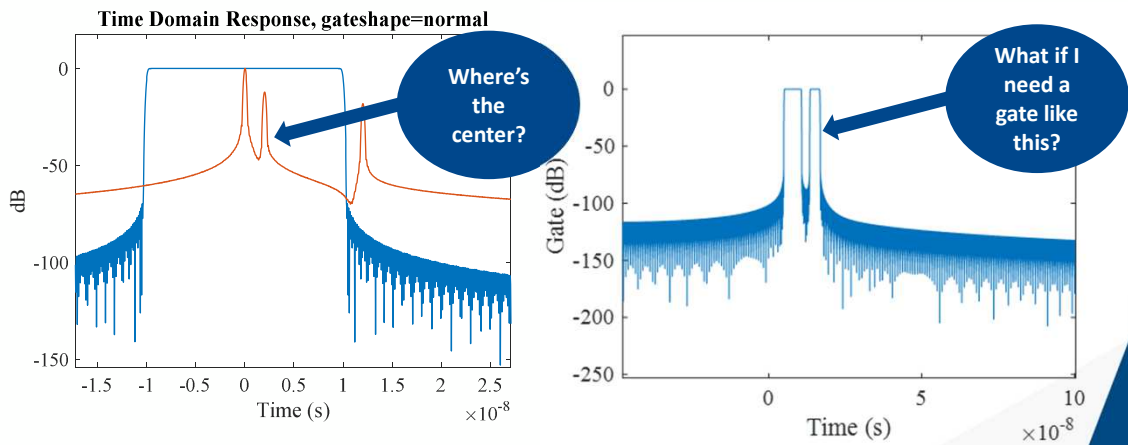 Time Domain Response, gateshape=normal
Where's
the
center?
0
-50
-100
-150
dB
-1.5 -1 -0.5 0 0.5 1 1.5 2 2.5
Time (s)
×10⁻⁸
What if I
need a
gate like
this?
0
-50
-100
-150
-200
-250
Gate (dB)
0 5 10
Time (s)
×10⁻⁸